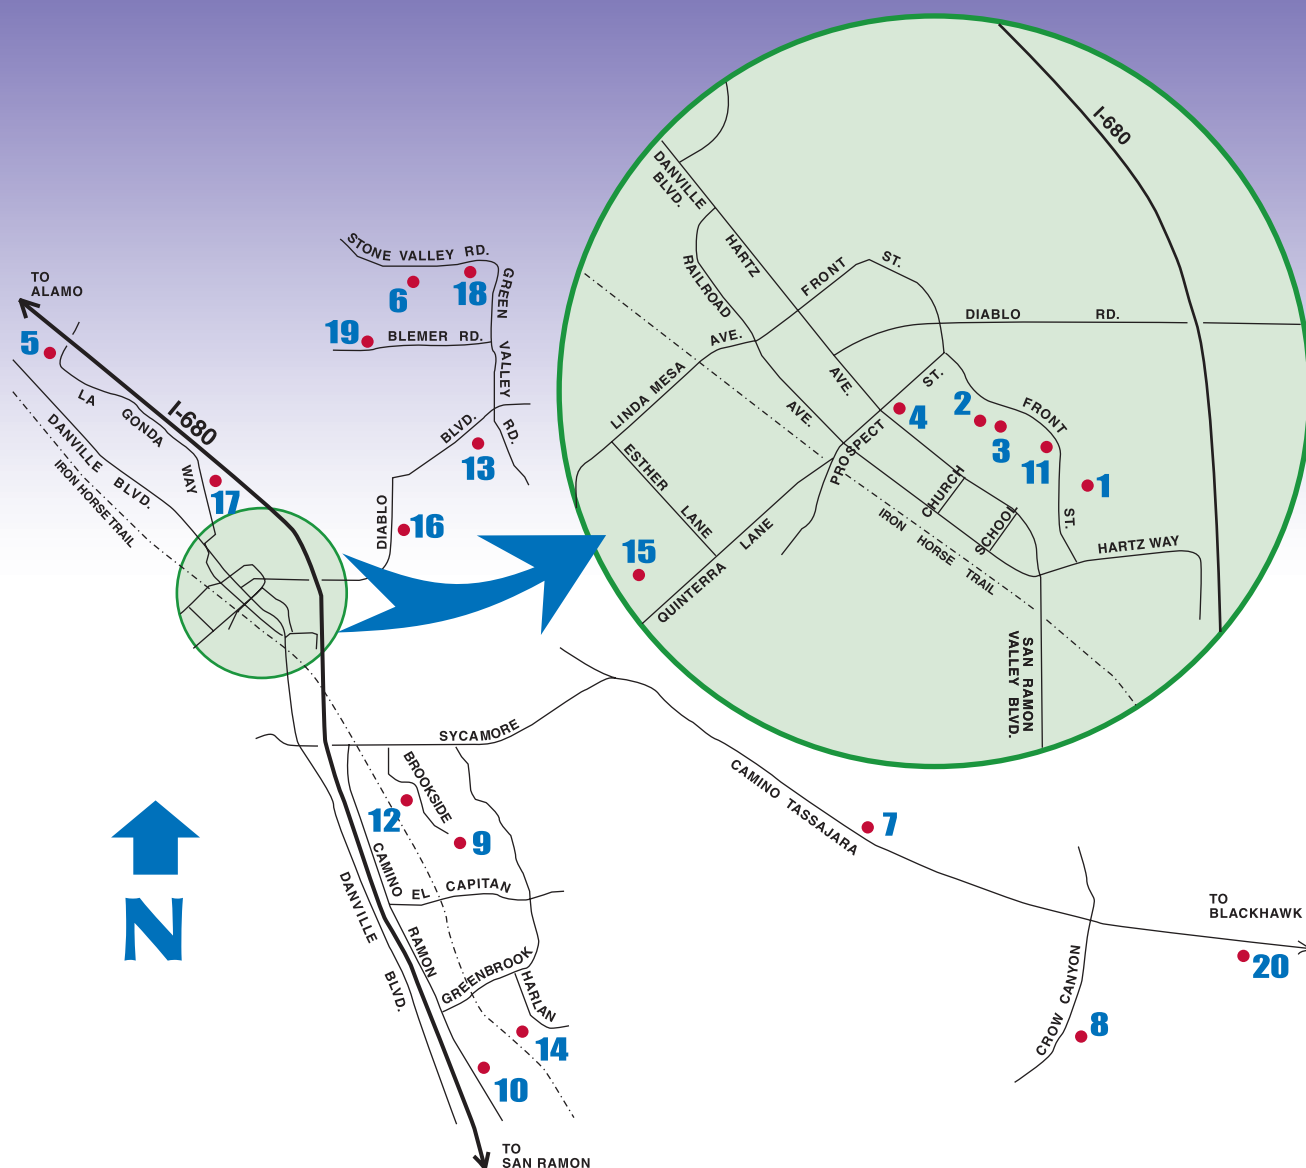 I-680
DANVILLE
BLVD.
HARTZ
AVE.
RAILROAD
AVE.
FRONT
ST.
DIABLO
RD.
LINDA MESA
AVE.
PROSPECT
ST.
4
2
3
11
1
FRONT
ST.
CHURCH
SCHOOL
HARTZ WAY
ESTHER
LANE
QUINTERRA
LANE
15
IRON
HORSE
TRAIL
SAN RAMON
VALLEY BLVD.
STONE VALLEY RD.
6
18
GREEN
VALLEY
RD.
19
BLEMER RD.
TO
ALAMO
5
LA
GONDA
WAY
I-680
DANVILLE
BLVD.
IRON HORSE TRAIL
17
DIABLO
BLVD.
13
16
SYCAMORE
BROOKSIDE
12
9
CAMINO
RAMON
EL CAPITAN
DANVILLE
BLVD.
GREENBROOK
HARLAN
14
10
TO
SAN RAMON
N
CAMINO TASSAJARA
7
CROW CANYON
8
TO
BLACKHAWK
20